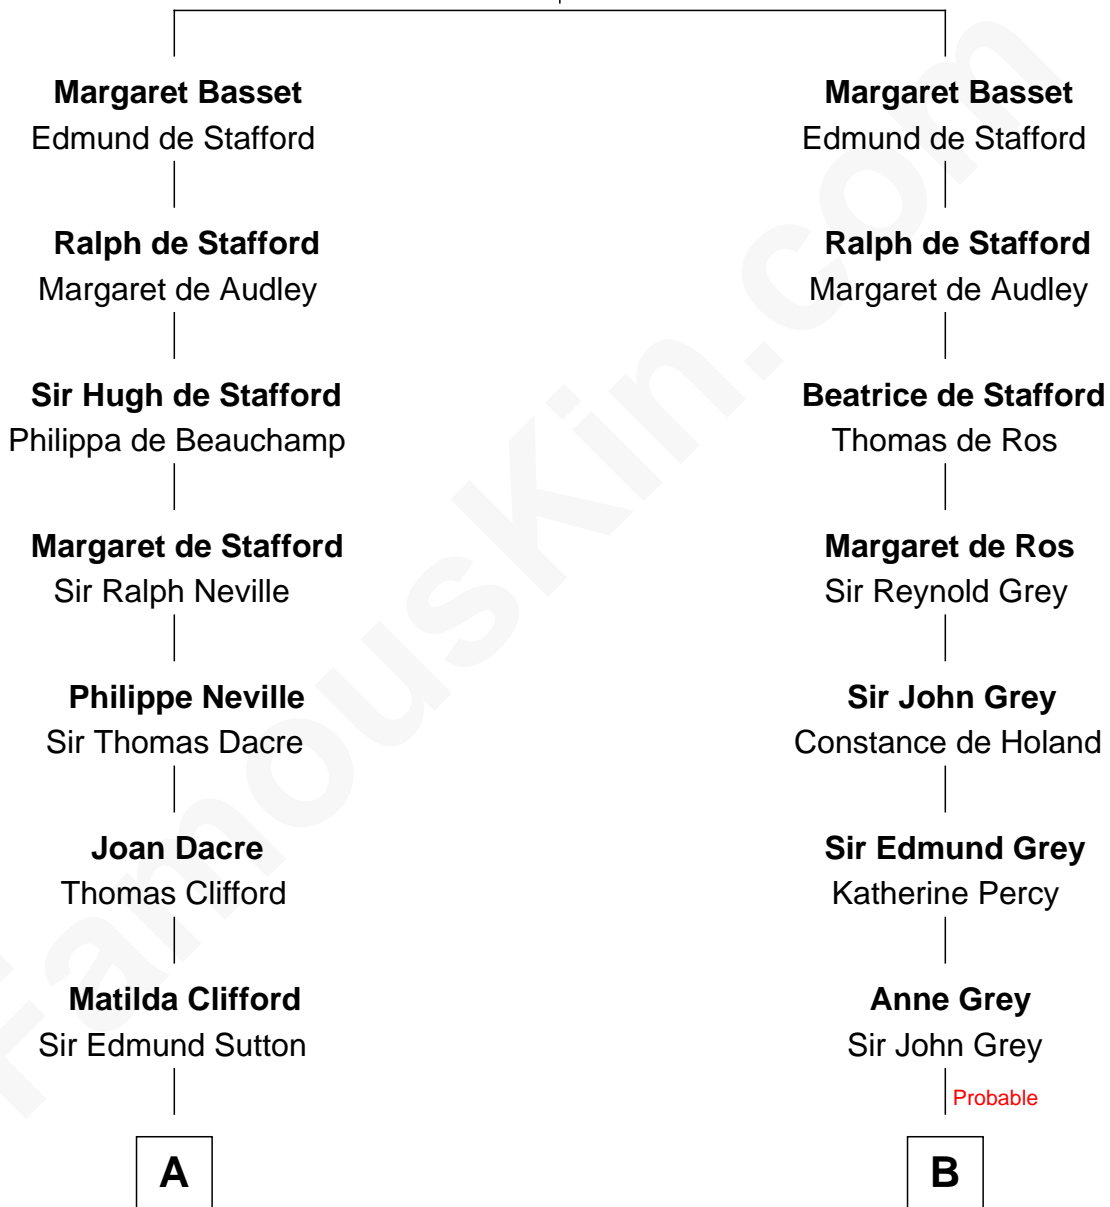 Margaret Basset
Edmund de Stafford
Ralph de Stafford
Margaret de Audley
Sir Hugh de Stafford
Philippa de Beauchamp
Margaret de Stafford
Sir Ralph Neville
Philippe Neville
Sir Thomas Dacre
Joan Dacre
Thomas Clifford
Matilda Clifford
Sir Edmund Sutton
A
Margaret Basset
Edmund de Stafford
Ralph de Stafford
Margaret de Audley
Beatrice de Stafford
Thomas de Ros
Margaret de Ros
Sir Reynold Grey
Sir John Grey
Constance de Holand
Sir Edmund Grey
Katherine Percy
Anne Grey
Sir John Grey
Probable
B
FamousKin.com